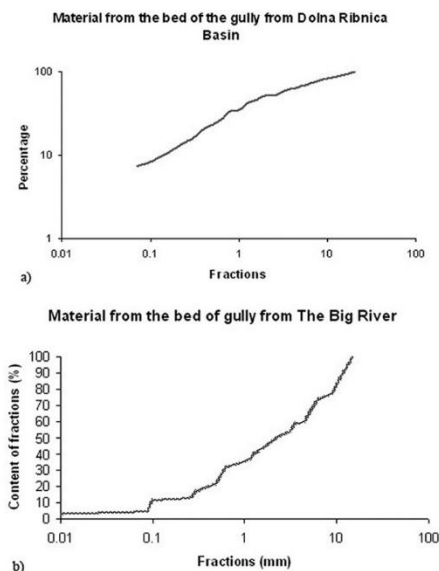 Material from the bed of the gully from Dolna Ribnica
Basin
100
10
1
Percentage
0.01 0.1 1 10 100
Fractions
a)
Material from the bed of gully from The Big River
100
90
80
70
60
50
40
30
20
10
0
Content of fractions (%)
0.01 0.1 1 10 100
Fractions (mm)
b)